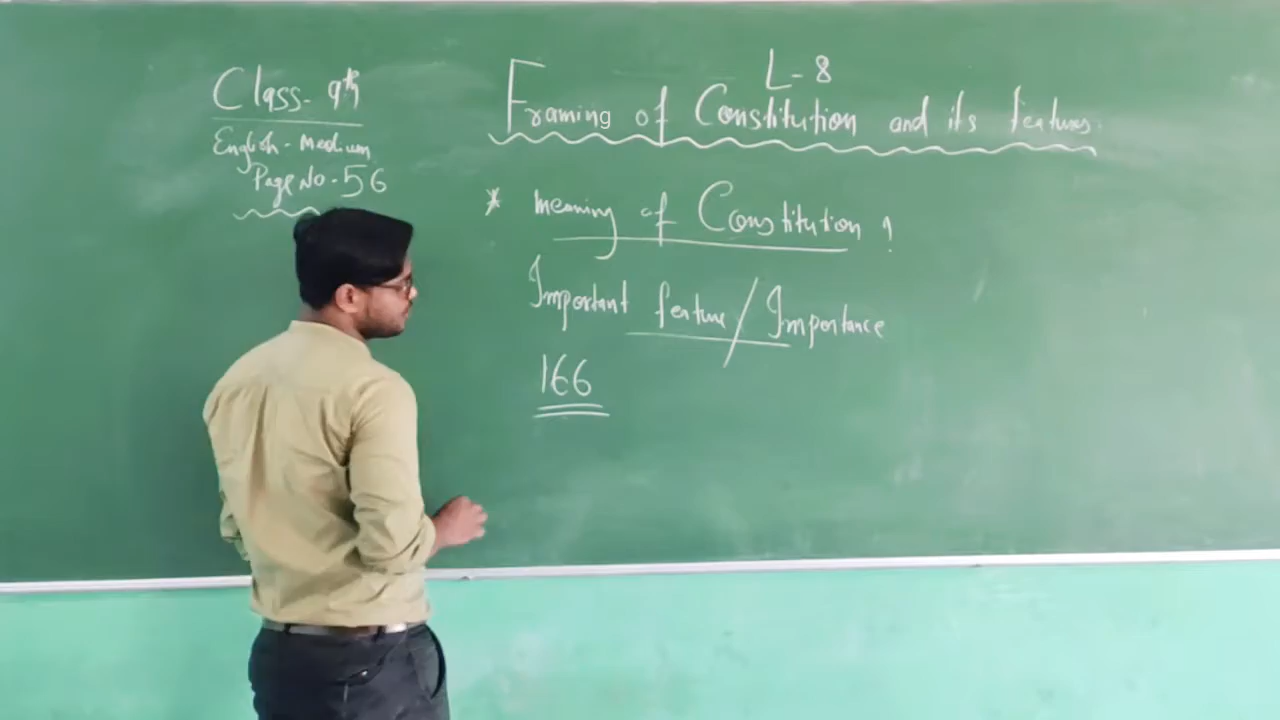 Class- 9th
English - Medium
Page No - 56
L - 8
Framing of Constitution and its features
* Meaning of Constitution ?
Important feature / Importance
166